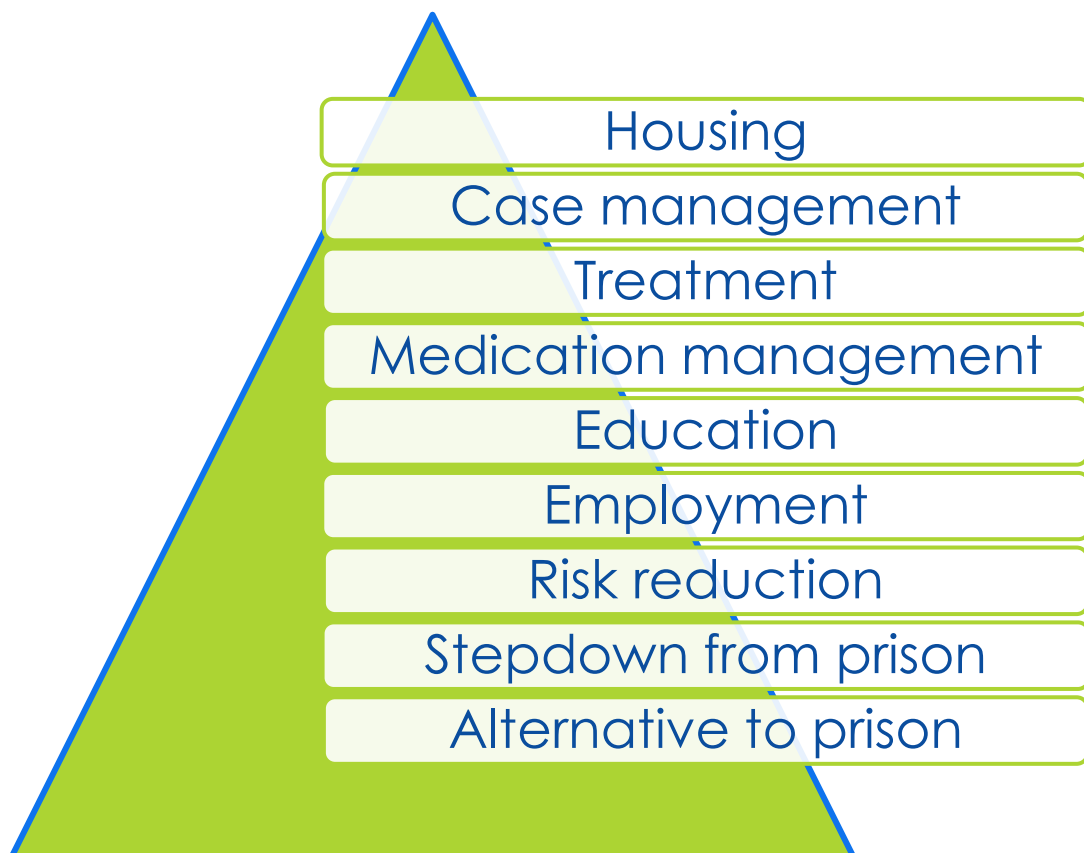 Housing
Case management
Treatment
Medication management
Education
Employment
Risk reduction
Stepdown from prison
Alternative to prison